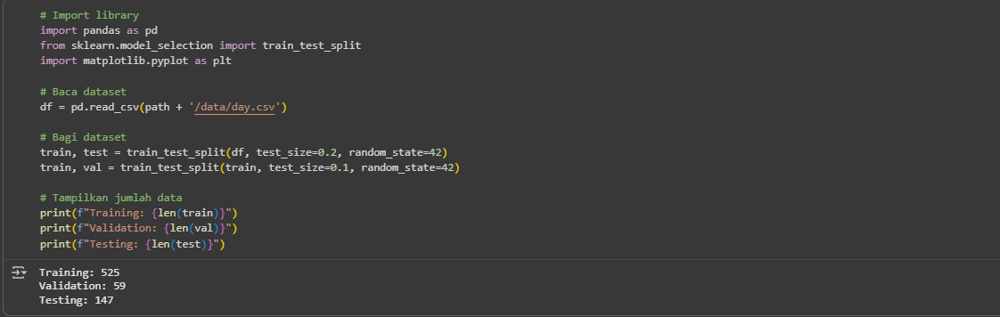 # Import library
import pandas as pd
from sklearn.model_selection import train_test_split
import matplotlib.pyplot as plt
# Baca dataset
df = pd.read_csv(path + '/data/day.csv')
# Bagi dataset
train, test = train_test_split(df, test_size=0.2, random_state=42)
train, val = train_test_split(train, test_size=0.1, random_state=42)
# Tampilkan jumlah data
print(f"Training: {len(train)}")
print(f"Validation: {len(val)}")
print(f"Testing: {len(test)}")
Training: 525
Validation: 59
Testing: 147